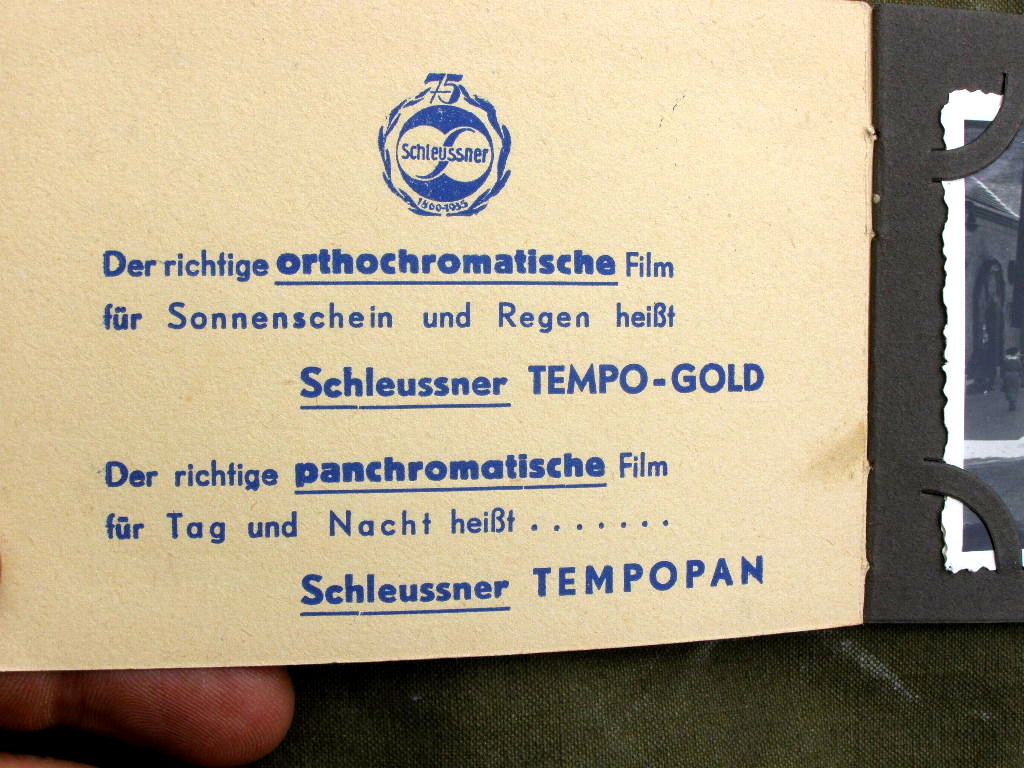 75
Schleussner
1860-1935
Der richtige orthochromatische Film
für Sonnenschein und Regen heißt
Schleussner TEMPO-GOLD
Der richtige panchromatische Film
für Tag und Nacht heißt . . . . . . .
Schleussner TEMPOPAN